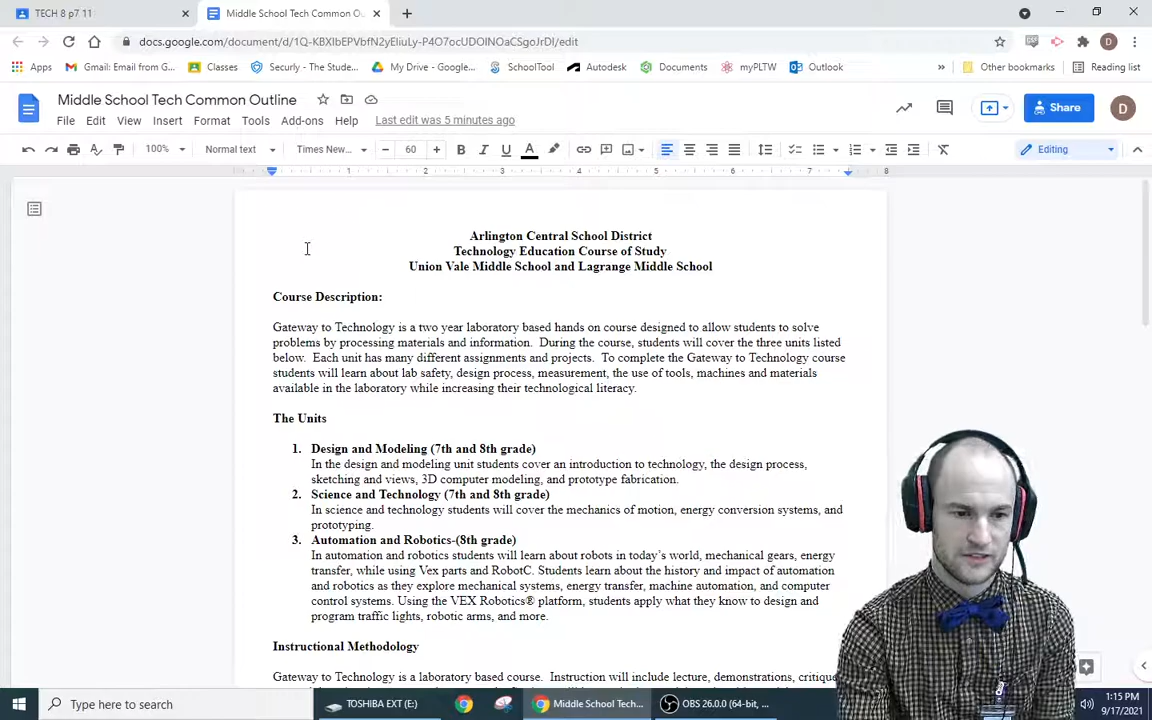 TECH 8 p7 11
Middle School Tech Common Ou
docs.google.com/document/d/1Q-KBXIbEPVbfN2yEIiuLy-P4O7ocUDOINOaCSgoJrDI/edit
Apps Gmail: Email from G... Classes Securly - The Stude... My Drive - Google... SchoolTool Autodesk Documents myPLTW Outlook » Other bookmarks Reading list
Middle School Tech Common Outline
Share
D
File Edit View Insert Format Tools Add-ons Help Last edit was 5 minutes ago
100% Normal text Times New... 60 B I U A Editing
1 2 3 4 5 6 7 8
Arlington Central School District
Technology Education Course of Study
Union Vale Middle School and Lagrange Middle School
Course Description:
Gateway to Technology is a two year laboratory based hands on course designed to allow students to solve
problems by processing materials and information. During the course, students will cover the three units listed
below. Each unit has many different assignments and projects. To complete the Gateway to Technology course
students will learn about lab safety, design process, measurement, the use of tools, machines and materials
available in the laboratory while increasing their technological literacy.
The Units
1. Design and Modeling (7th and 8th grade)
In the design and modeling unit students cover an introduction to technology, the design process,
sketching and views, 3D computer modeling, and prototype fabrication.
2. Science and Technology (7th and 8th grade)
In science and technology students will cover the mechanics of motion, energy conversion systems, and
prototyping.
3. Automation and Robotics-(8th grade)
In automation and robotics students will learn about robots in today's world, mechanical gears, energy
transfer, while using Vex parts and RobotC. Students learn about the history and impact of automation
and robotics as they explore mechanical systems, energy transfer, machine automation, and computer
control systems. Using the VEX Robotics® platform, students apply what they know to design and
program traffic lights, robotic arms, and more.
Instructional Methodology
Gateway to Technology is a laboratory based course. Instruction will include lecture, demonstrations, critique
Type here to search
TOSHIBA EXT (E:)
Middle School Tech...
OBS 26.0.0 (64-bit, ...
1:15 PM
9/17/2021